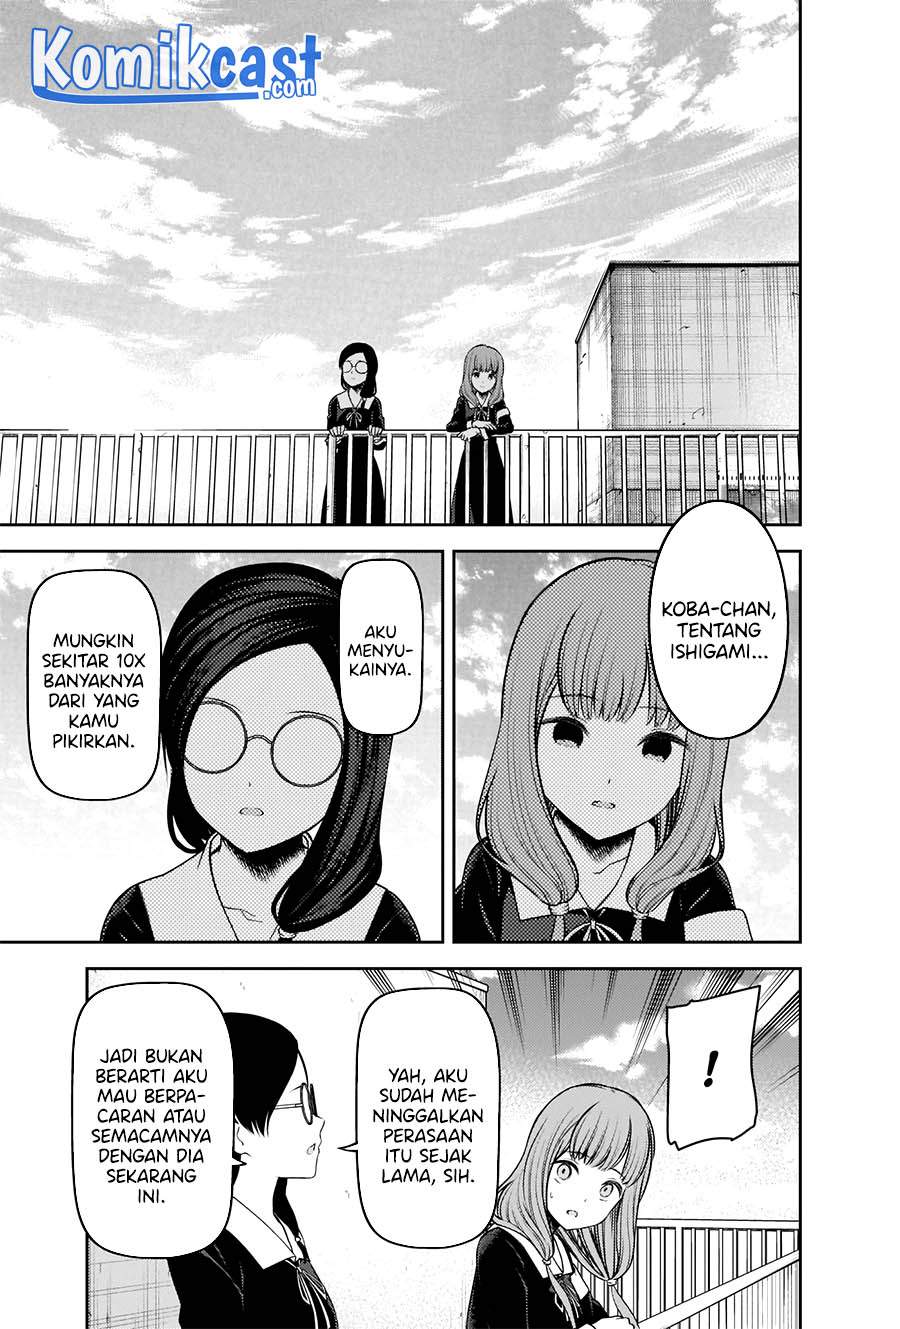 Komikcast
.com
KOBA-CHAN,
TENTANG
ISHIGAMI...
AKU
MENYU-
KAINYA.
MUNGKIN
SEKITAR 10X
BANYAKNYA
DARI YANG
KAMU
PIKIRKAN.
!
YAH, AKU
SUDAH ME-
NINGGALKAN
PERASAAN
ITU SEJAK
LAMA, SIH.
JADI BUKAN
BERARTI AKU
MAU BERPA-
CARAN ATAU
SEMACAMNYA
DENGAN DIA
SEKARANG
INI.